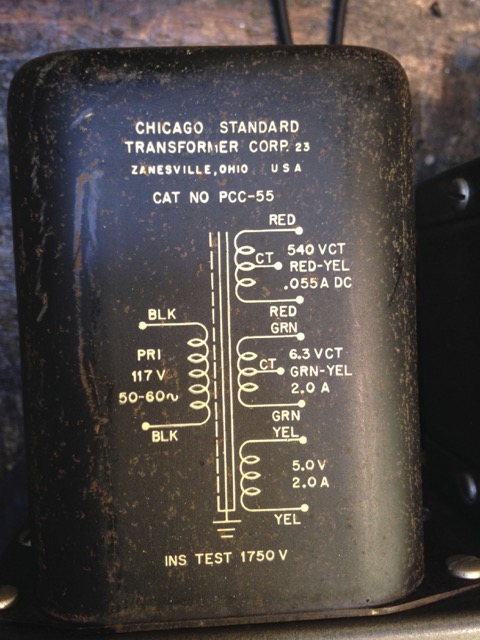 CHICAGO STANDARD
TRANSFORMER CORP. 23
ZANESVILLE, OHIO U S A
CAT NO PCC-55
RED
540 VCT
CT
RED-YEL
.055 A DC
RED
BLK
GRN
PRI
6.3 VCT
CT
GRN-YEL
117 V
2.0 A
50-60~
GRN
BLK
YEL
5.0 V
2.0 A
YEL
INS TEST 1750 V